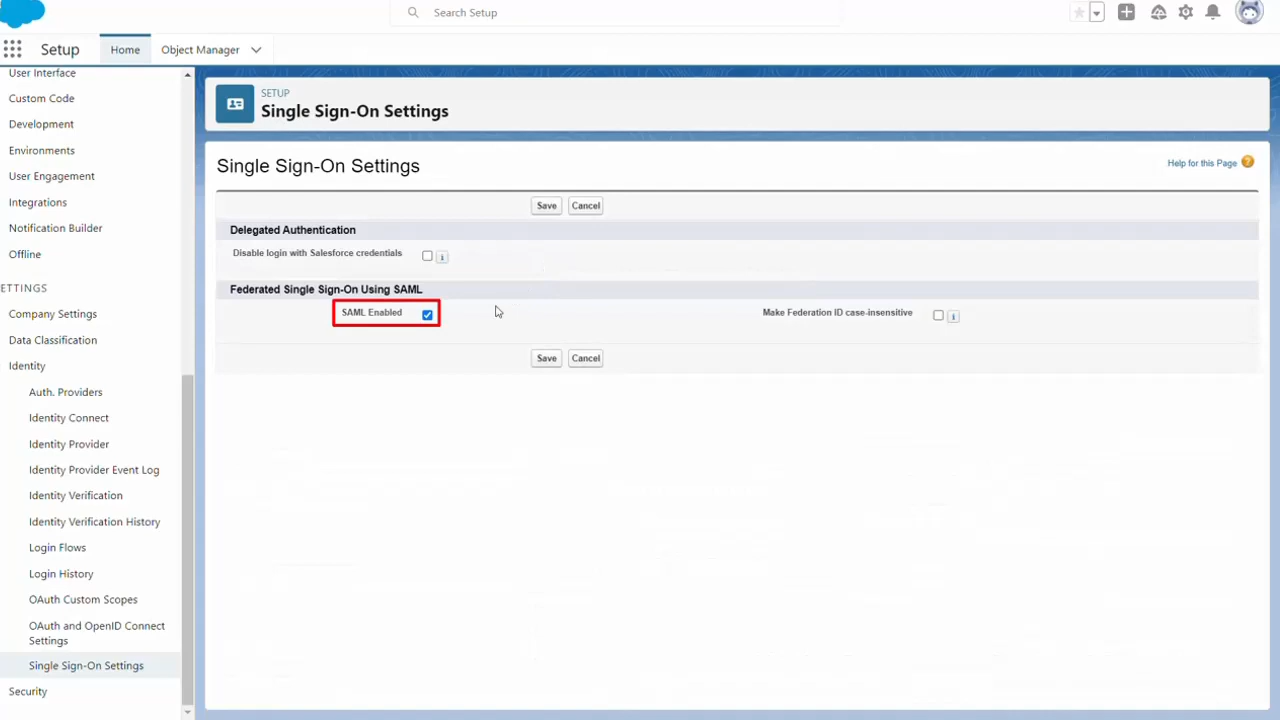 Search Setup
Setup
Home
Object Manager
User Interface
Custom Code
Development
Environments
User Engagement
Integrations
Notification Builder
Offline
ETTINGS
Company Settings
Data Classification
Identity
Auth. Providers
Identity Connect
Identity Provider
Identity Provider Event Log
Identity Verification
Identity Verification History
Login Flows
Login History
OAuth Custom Scopes
OAuth and OpenID Connect
Settings
Single Sign-On Settings
Security
SETUP
Single Sign-On Settings
Single Sign-On Settings
Help for this Page ?
Save Cancel
Delegated Authentication
Disable login with Salesforce credentials i
Federated Single Sign-On Using SAML
SAML Enabled
Make Federation ID case-insensitive i
Save Cancel